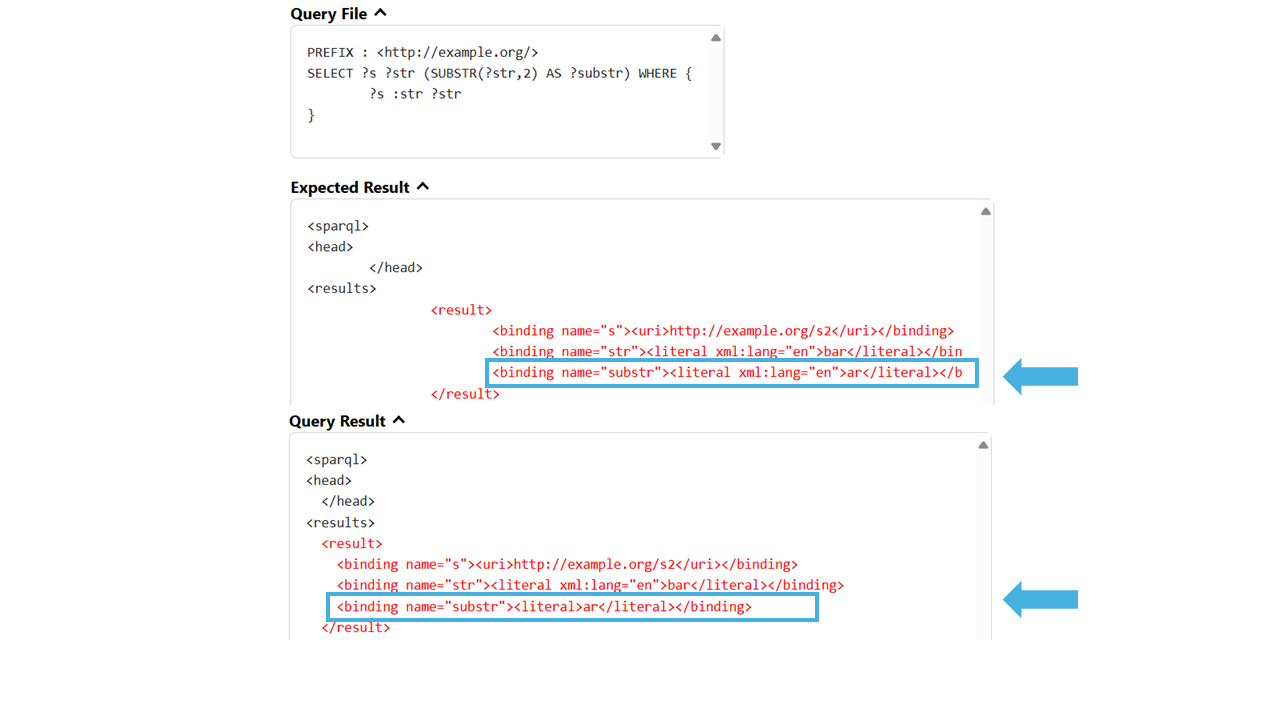 Query File
PREFIX : <http://example.org/>
SELECT ?s ?str (SUBSTR(?str,2) AS ?substr) WHERE {
?s :str ?str
}
Expected Result
<sparql>
<head>
</head>
<results>
<result>
<binding name="s"><uri>http://example.org/s2</uri></binding>
<binding name="str"><literal xml:lang="en">bar</literal></bin
<binding name="substr"><literal xml:lang="en">ar</literal></b
</result>
Query Result
<sparql>
<head>
</head>
<results>
<result>
<binding name="s"><uri>http://example.org/s2</uri></binding>
<binding name="str"><literal xml:lang="en">bar</literal></binding>
<binding name="substr"><literal>ar</literal></binding>
</result>